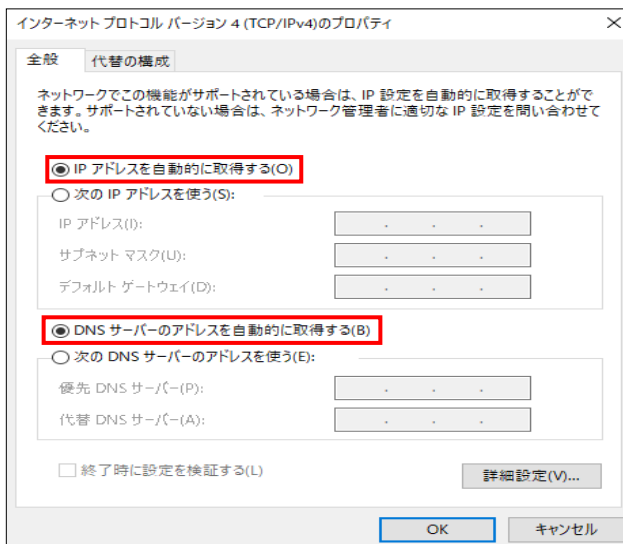 インターネット プロトコル バージョン 4 (TCP/IPv4)のプロパティ
全般
代替の構成
ネットワークでこの機能がサポートされている場合は、IP 設定を自動的に取得することがで
きます。サポートされていない場合は、ネットワーク管理者に適切な IP 設定を問い合わせて
ください。
IP アドレスを自動的に取得する(O)
次の IP アドレスを使う(S):
IP アドレス(I):
サブネット マスク(U):
デフォルト ゲートウェイ(D):
DNS サーバーのアドレスを自動的に取得する(B)
次の DNS サーバーのアドレスを使う(E):
優先 DNS サーバー(P):
代替 DNS サーバー(A):
終了時に設定を検証する(L)
詳細設定(V)...
OK
キャンセル